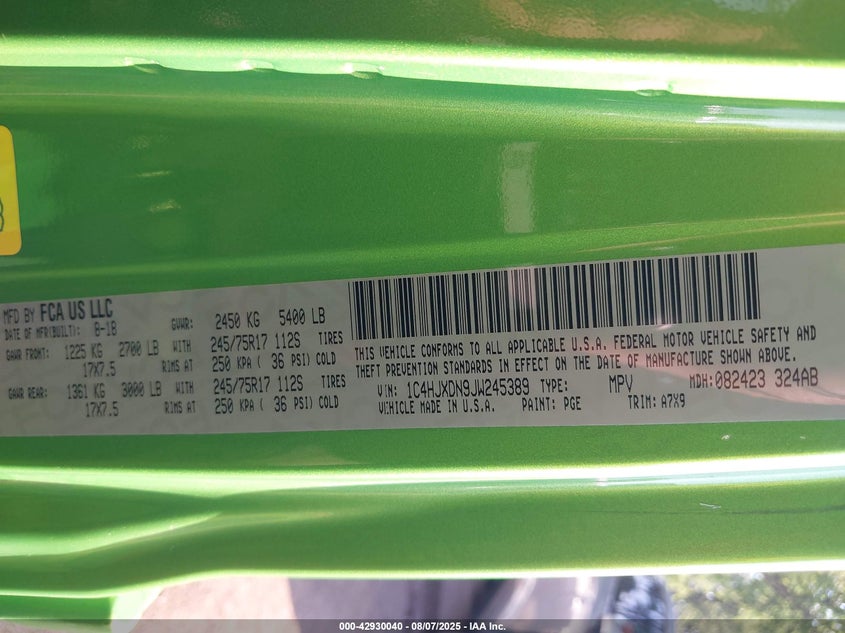 MFD BY FCA US LLC
DATE OF MFR(BUILT): 8-18
GVWR: 2450 KG 5400 LB
GAWR FRONT: 1225 KG 2700 LB WITH 245/75R17 112S TIRES
17X7.5 RIMS AT 250 KPA ( 36 PSI) COLD
GAWR REAR: 1361 KG 3000 LB WITH 245/75R17 112S TIRES
17X7.5 RIMS AT 250 KPA ( 36 PSI) COLD
THIS VEHICLE CONFORMS TO ALL APPLICABLE U.S.A. FEDERAL MOTOR VEHICLE SAFETY AND
THEFT PREVENTION STANDARDS IN EFFECT ON THE DATE OF MANUFACTURE SHOWN ABOVE.
VIN: 1C4HJXDN9JW245389 TYPE: MPV MDH:082423 324AB
VEHICLE MADE IN U.S.A. PAINT: PGE TRIM: A7X9
000-42930040 - 08/07/2025 - IAA Inc.